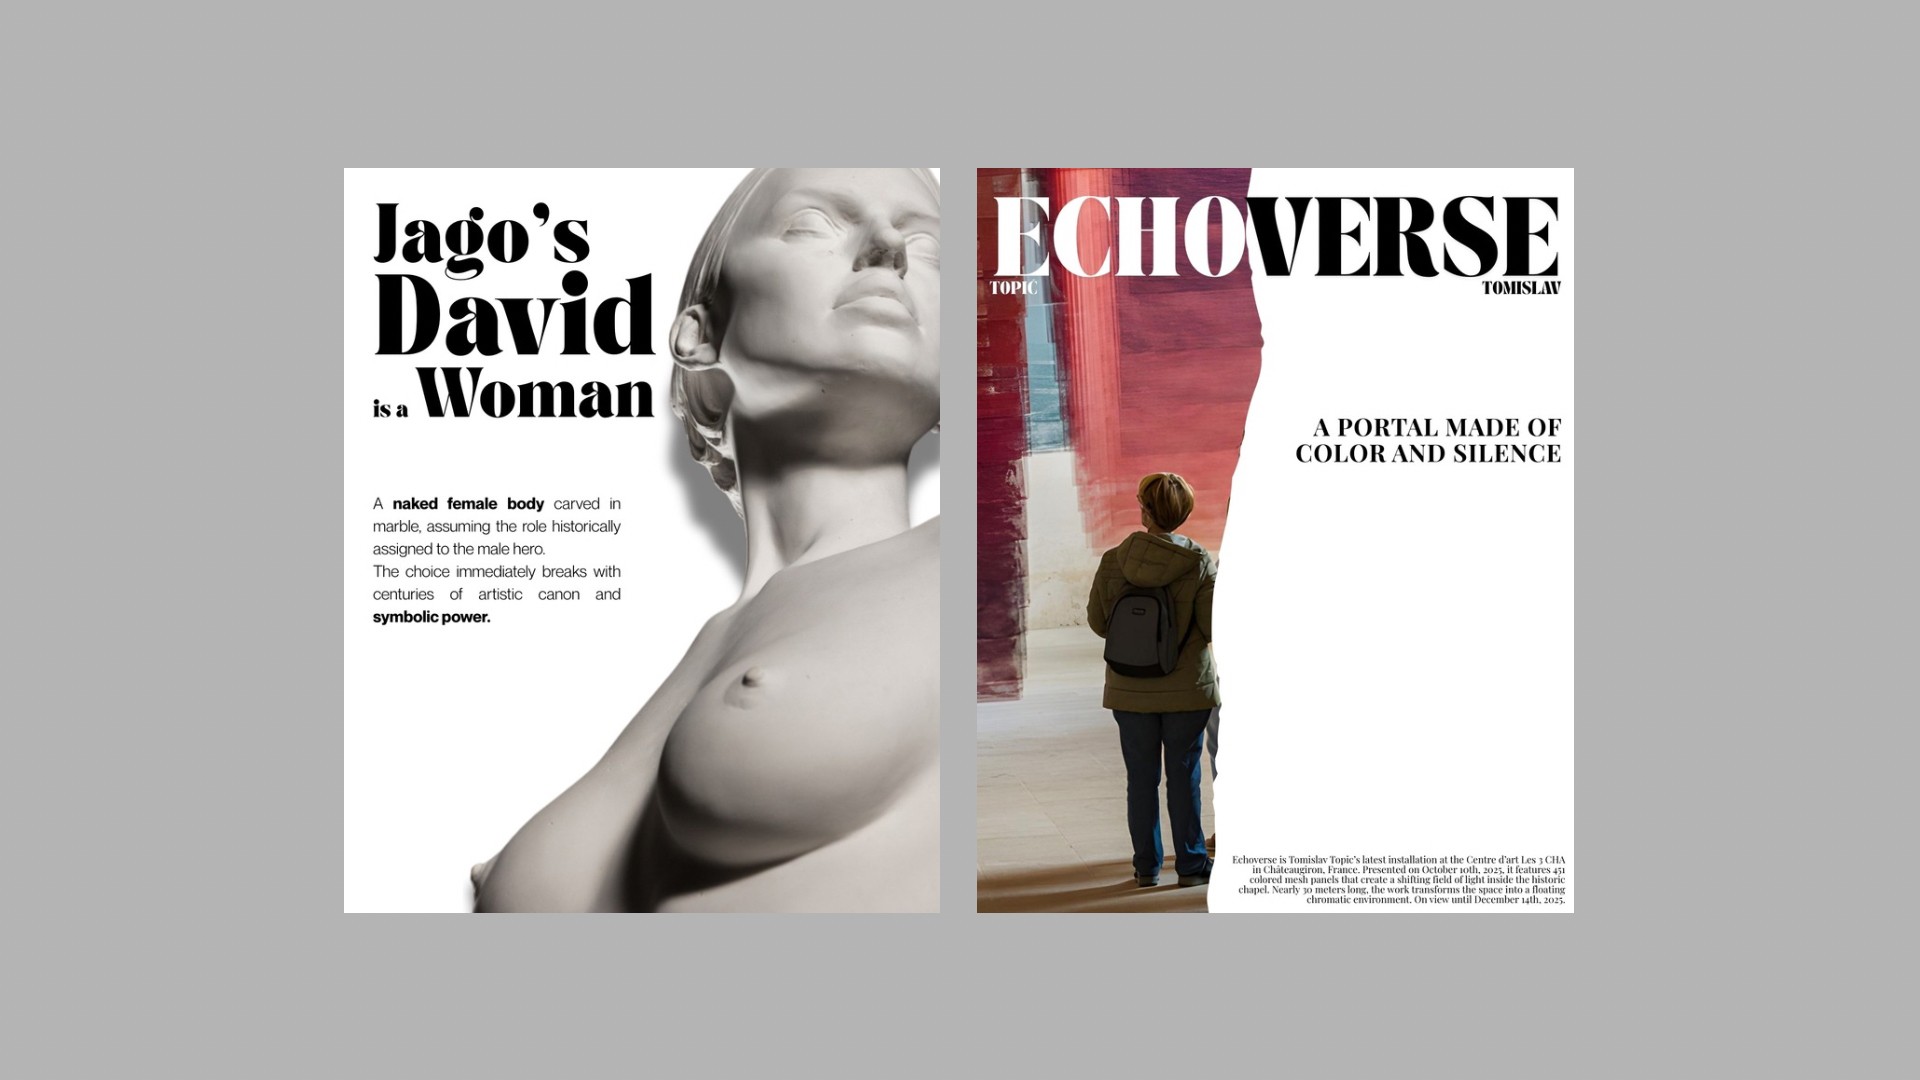 Jago’s
David
is a Woman
A naked female body carved in
marble, assuming the role historically
assigned to the male hero.
The choice immediately breaks with
centuries of artistic canon and
symbolic power.
ECHOVERSE
TOPIC TOMISLAV
A PORTAL MADE OF
COLOR AND SILENCE
Echoverse is Tomislav Topic’s latest installation at the Centre d’art Les 3 CHA
in Châteaugiron, France. Presented on October 10th, 2025, it features 451
colored mesh panels that create a shifting field of light inside the historic
chapel. Nearly 30 meters long, the work transforms the space into a floating
chromatic environment. On view until December 14th, 2025.